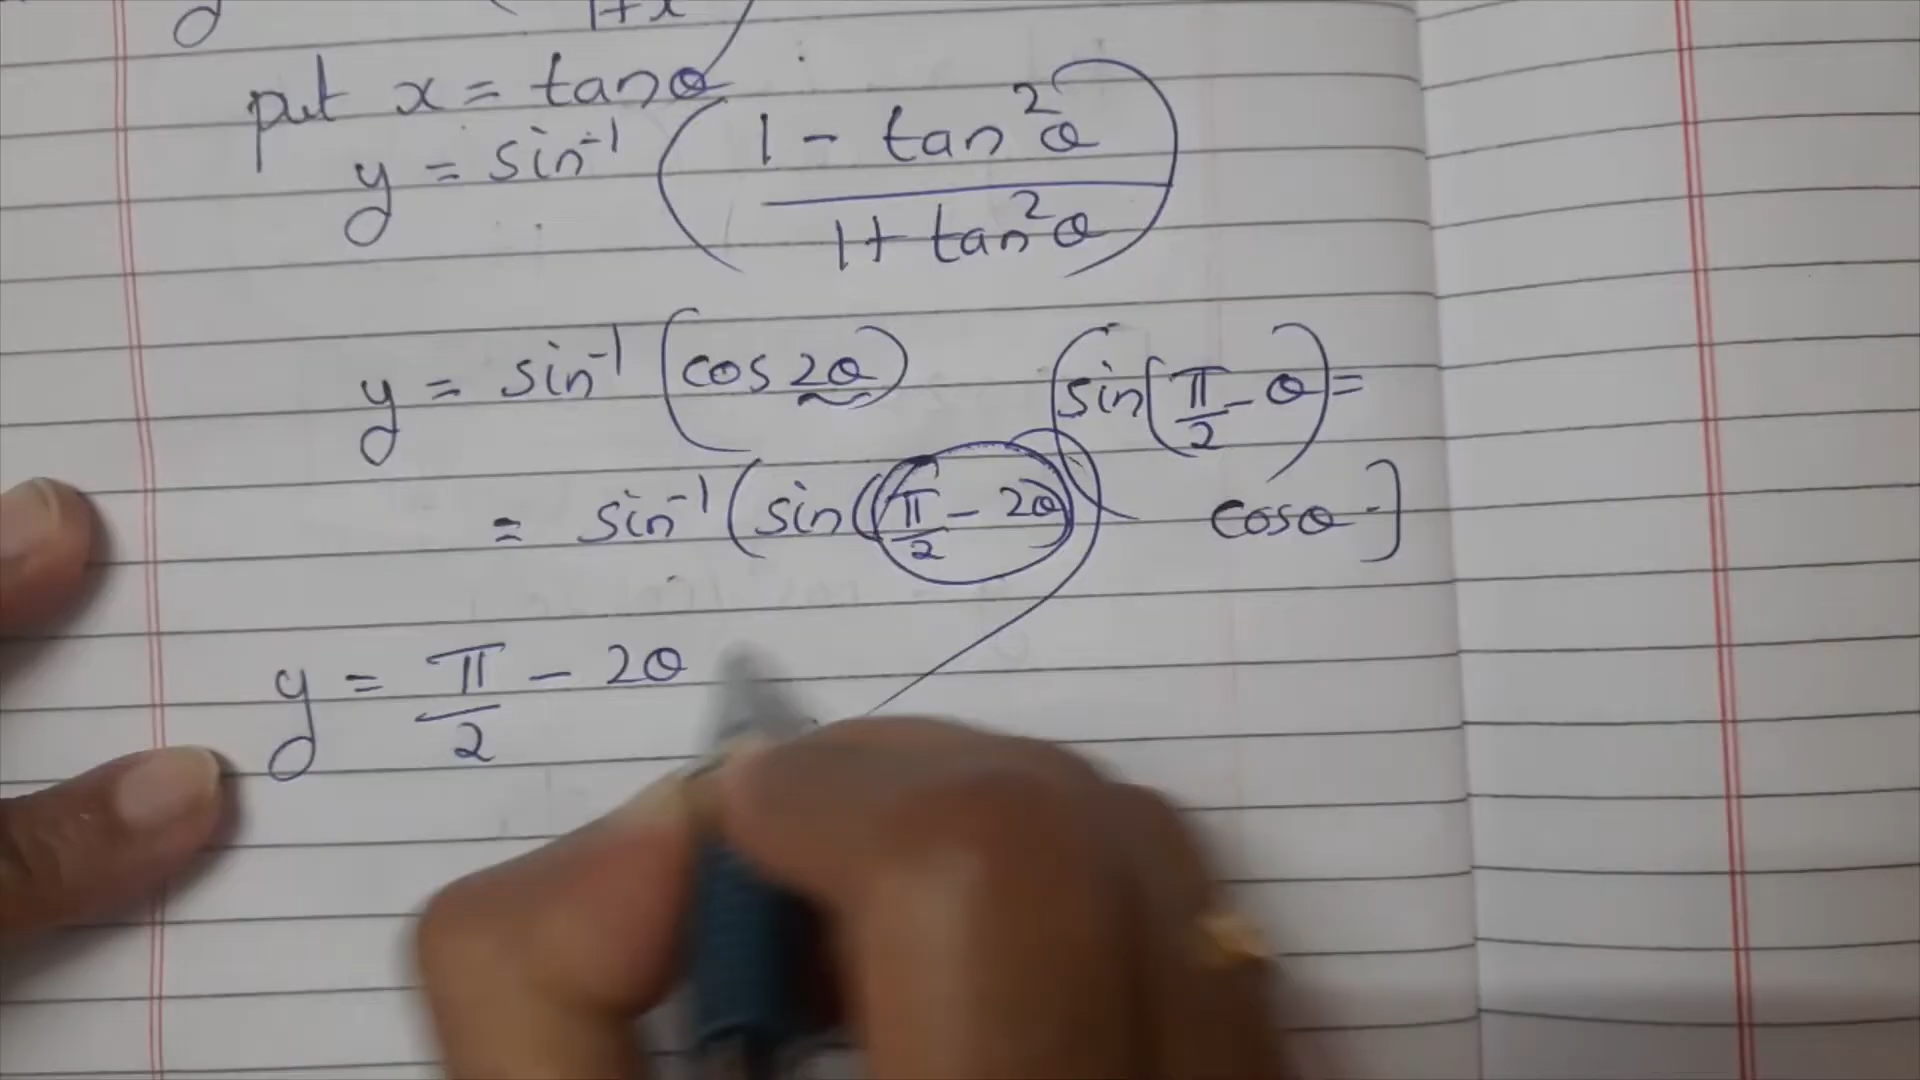 1+x
put x = tanθ
y = sin⁻¹ (1 - tan²θ / 1 + tan²θ)
y = sin⁻¹ (cos 2θ) [sin(π/2 - θ) =
= sin⁻¹ (sin (π/2 - 2θ)) cosθ]
y = π/2 - 2θ